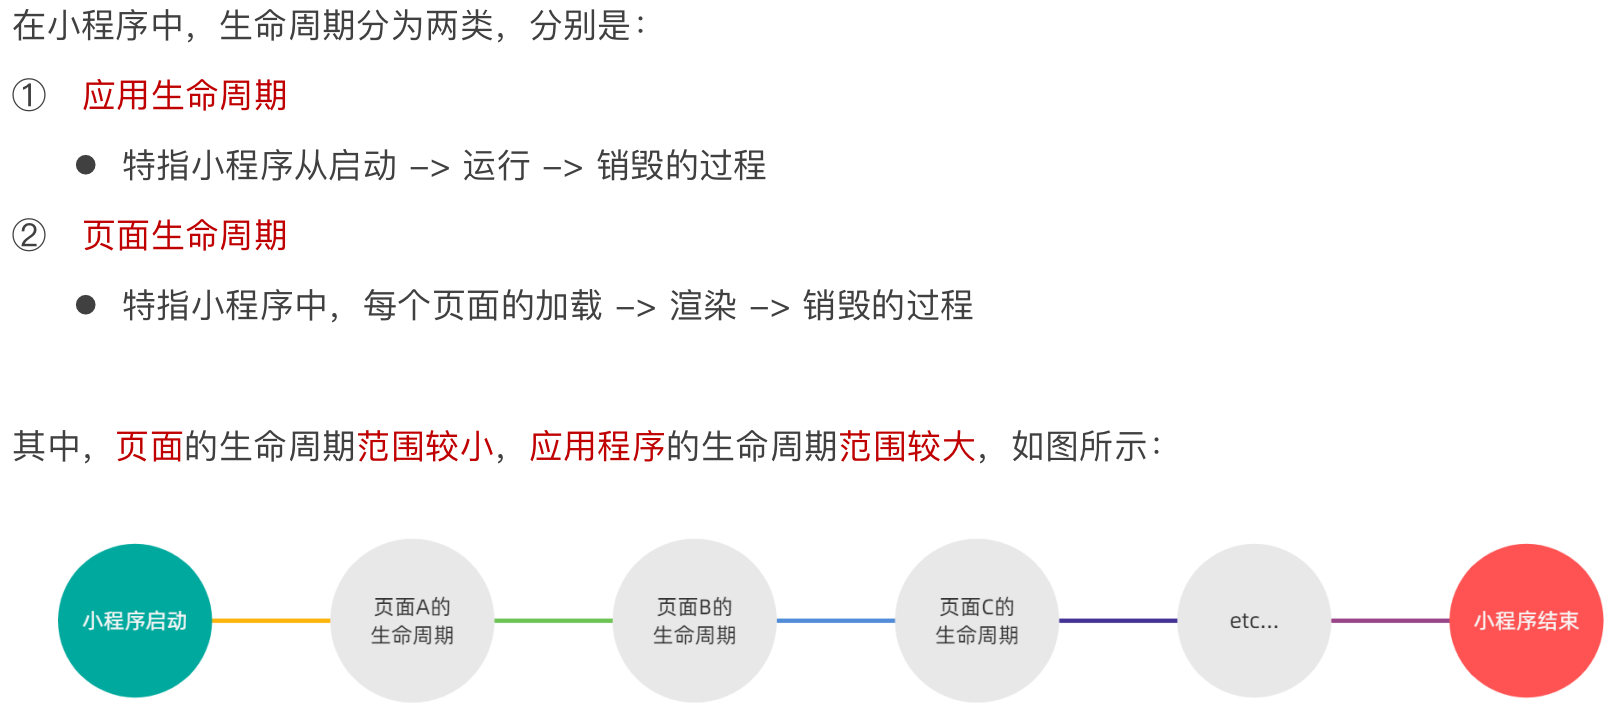 在小程序中，生命周期分为两类，分别是：
① 应用生命周期
● 特指小程序从启动 -> 运行 -> 销毁的过程
② 页面生命周期
● 特指小程序中，每个页面的加载 -> 渲染 -> 销毁的过程
其中，页面的生命周期范围较小，应用程序的生命周期范围较大，如图所示：
小程序启动
页面A的
生命周期
页面B的
生命周期
页面C的
生命周期
etc...
小程序结束